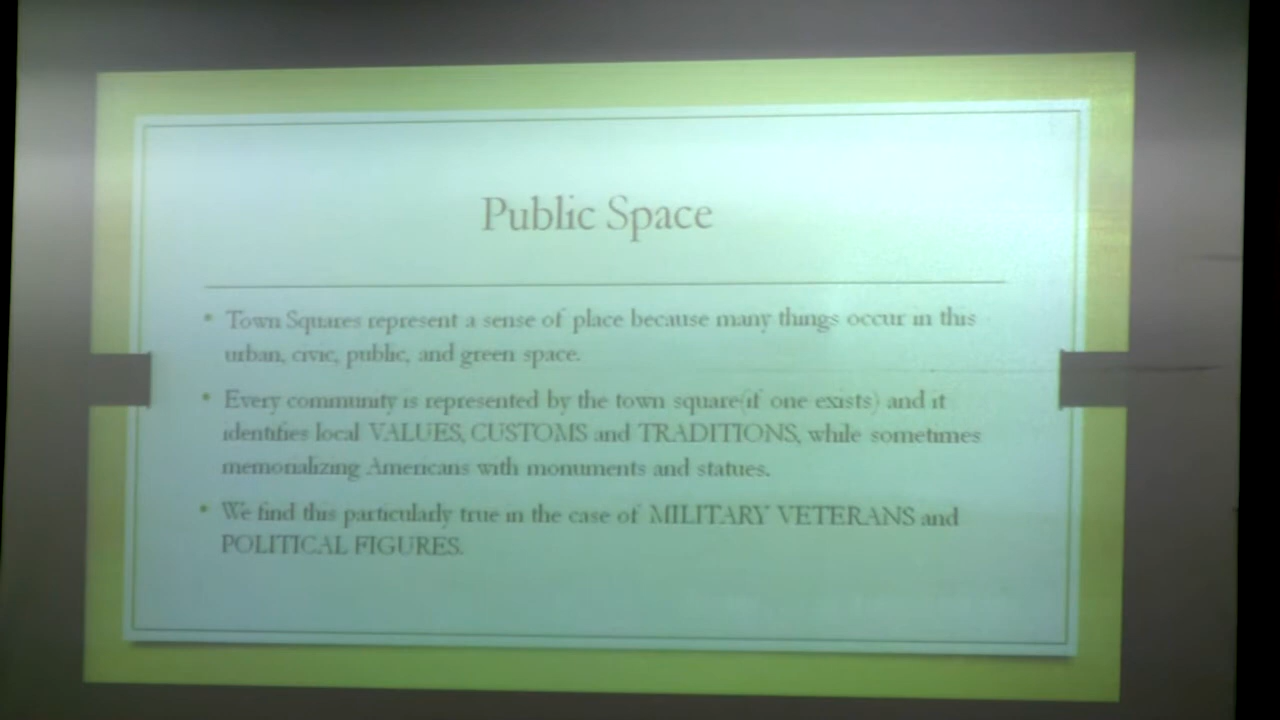 Public Space
• Town Squares represent a sense of place because many things occur in this
urban, civic, public, and green space.
• Every community is represented by the town square(if one exists) and it
identifies local VALUES, CUSTOMS and TRADITIONS, while sometimes
memorializing Americans with monuments and statues.
• We find this particularly true in the case of MILITARY VETERANS and
POLITICAL FIGURES.